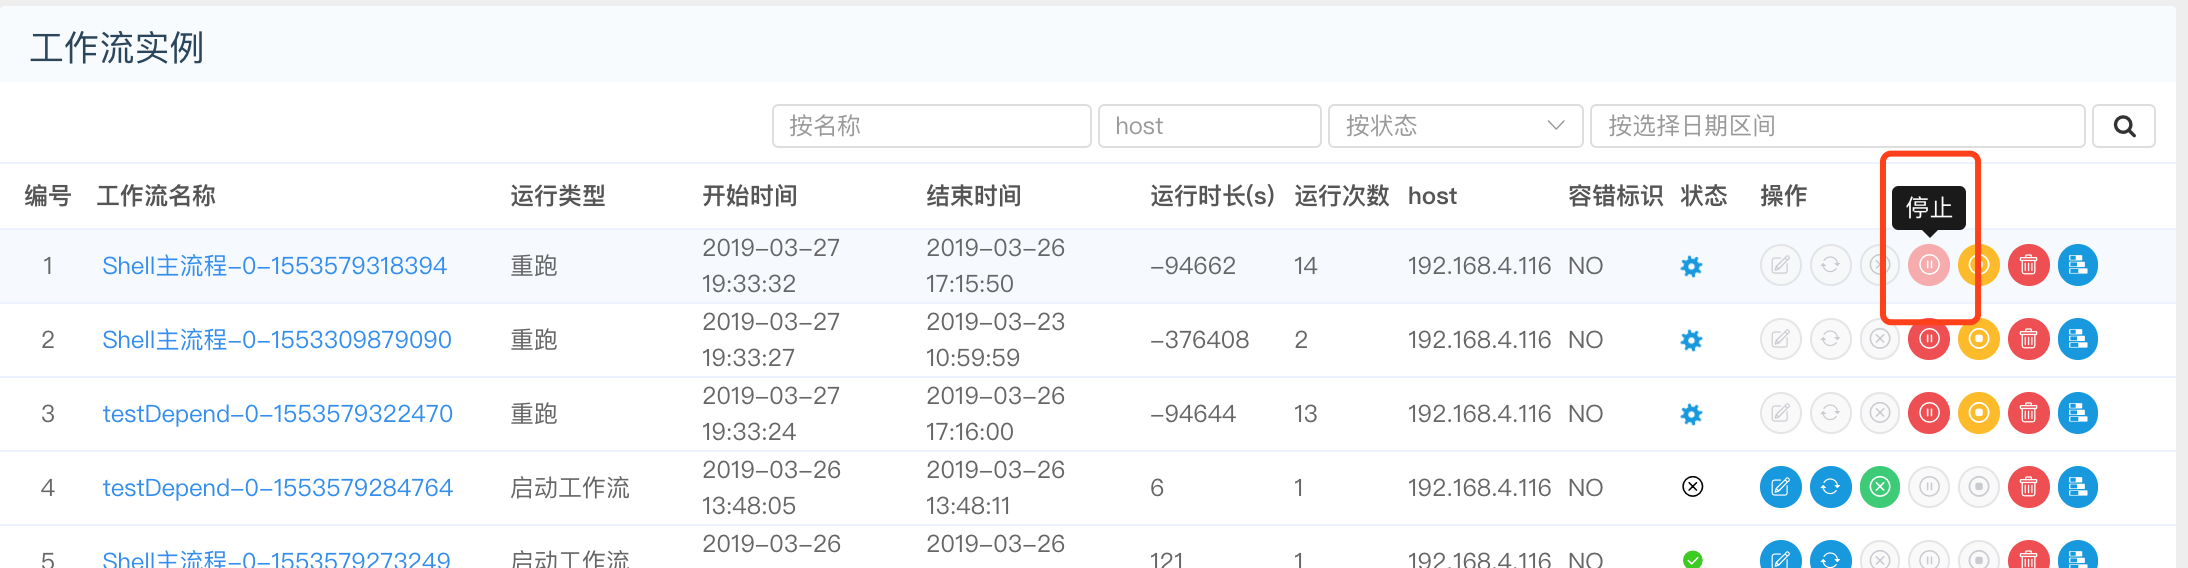 工作流实例
按名称 host 按状态 按选择日期区间
编号 工作流名称 运行类型 开始时间 结束时间 运行时长(s) 运行次数 host 容错标识 状态 操作
停止
1 Shell主流程-0-1553579318394 重跑 2019-03-27 19:33:32 2019-03-26 17:15:50 -94662 14 192.168.4.116 NO
2 Shell主流程-0-1553309879090 重跑 2019-03-27 19:33:27 2019-03-23 10:59:59 -376408 2 192.168.4.116 NO
3 testDepend-0-1553579322470 重跑 2019-03-27 19:33:24 2019-03-26 17:16:00 -94644 13 192.168.4.116 NO
4 testDepend-0-1553579284764 启动工作流 2019-03-26 13:48:05 2019-03-26 13:48:11 6 1 192.168.4.116 NO
5 Shell主流程-0-1553579273249 启动工作流 2019-03-26 2019-03-26 121 1 192.168.4.116 NO